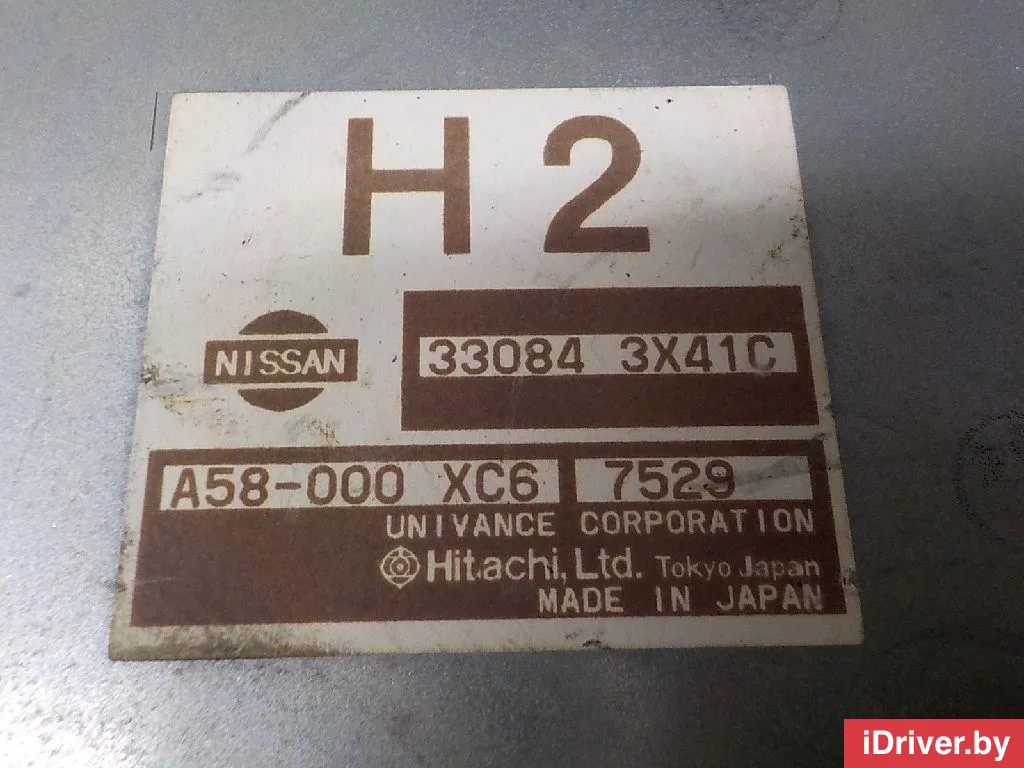 H2
NISSAN
33084 3X41C
A58-000 XC6 7529
UNIVANCE CORPORATION
Hitachi, Ltd. Tokyo Japan
MADE IN JAPAN
iDriver.by